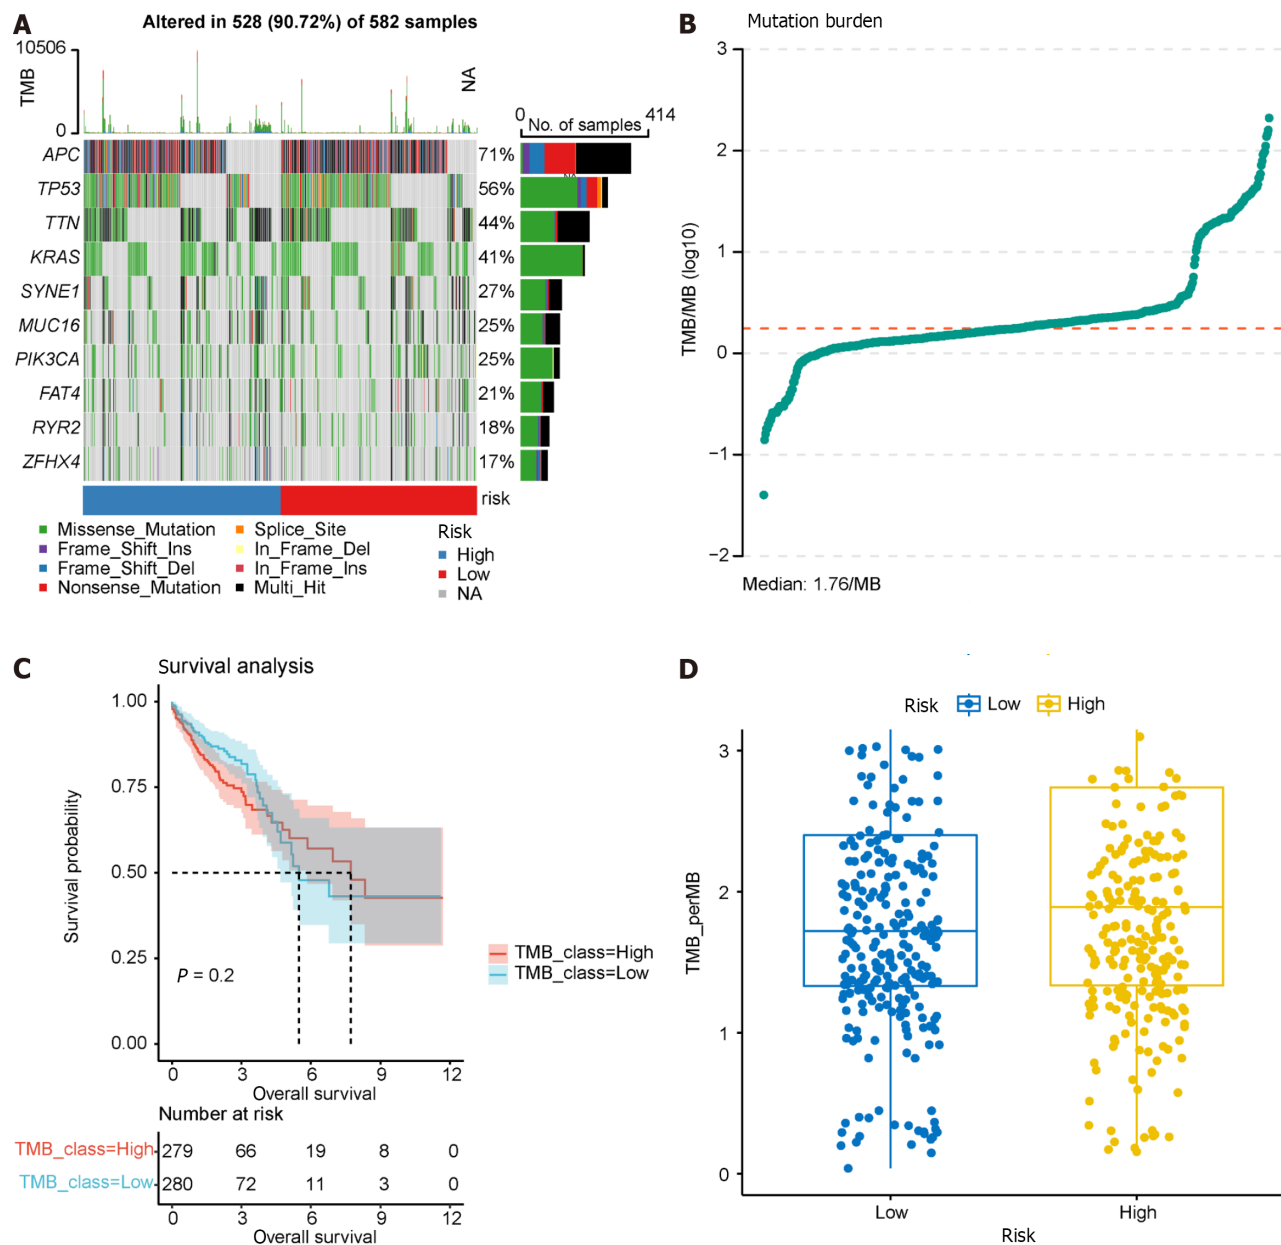 A
Altered in 528 (90.72%) of 582 samples
10506
TMB
0
NA
0
414
No. of samples
APC
71%
NA
TP53
56%
TTN
44%
KRAS
41%
SYNE1
27%
MUC16
25%
PIK3CA
25%
FAT4
21%
RYR2
18%
ZFHX4
17%
risk
Missense_Mutation
Frame_Shift_Ins
Frame_Shift_Del
Nonsense_Mutation
Splice_Site
In_Frame_Del
In_Frame_Ins
Multi_Hit
Risk
High
Low
NA
B
Mutation burden
TMB/MB (log10)
3
2
1
0
−1
−2
Median: 1.76/MB
C
Survival analysis
Survival probability
1.00
0.75
0.50
0.25
0.00
P = 0.2
0 3 6 9 12
Overall survival
TMB_class=High
TMB_class=Low
Number at risk
TMB_class=High 279 66 19 8 0
TMB_class=Low 280 72 11 3 0
0 3 6 9 12
Overall survival
D
Risk Low High
TMB_perMB
3
2
1
0
Low High
Risk